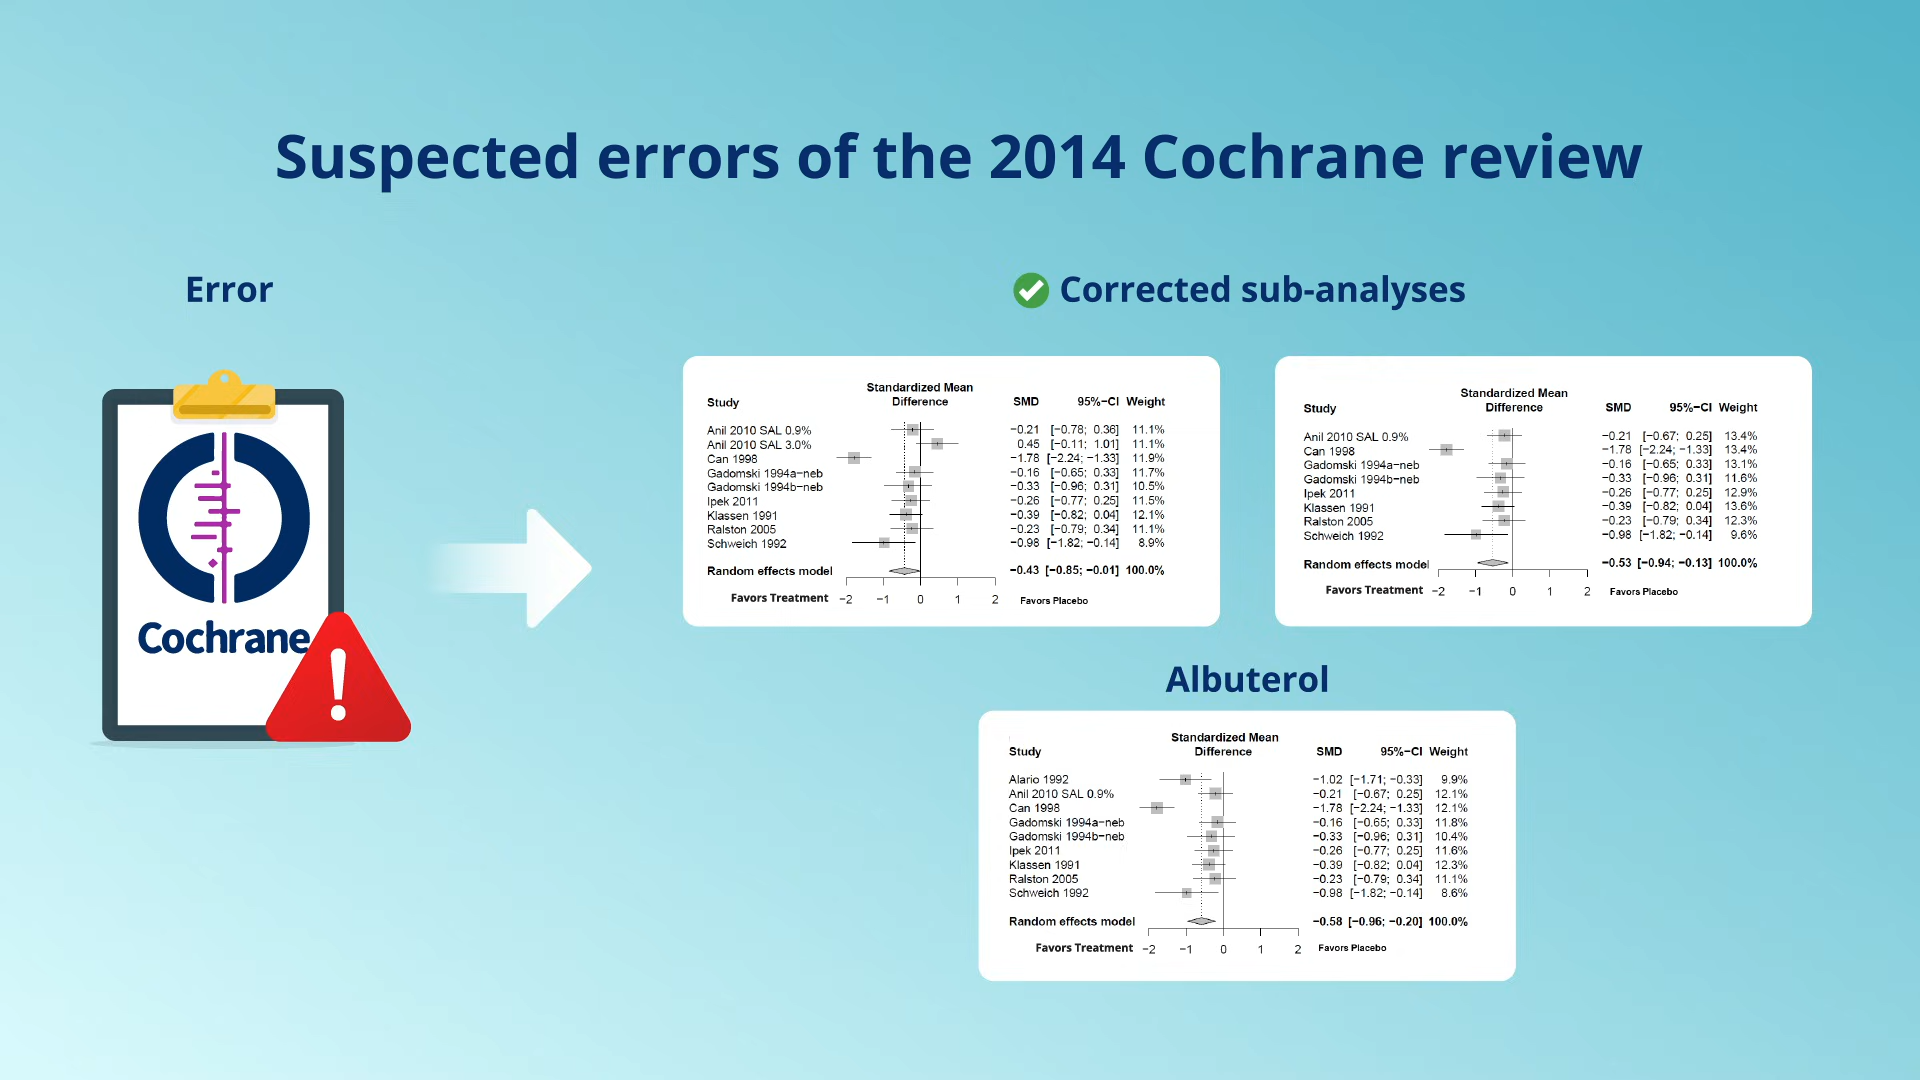 Suspected errors of the 2014 Cochrane review
Error
Corrected sub-analyses
Cochrane
Standardized Mean
Study Difference SMD 95%−CI Weight
Anil 2010 SAL 0.9% −0.21 [−0.78; 0.36] 11.1%
Anil 2010 SAL 3.0% 0.45 [−0.11; 1.01] 11.1%
Can 1998 −1.78 [−2.24; −1.33] 11.9%
Gadomski 1994a−neb −0.16 [−0.65; 0.33] 11.7%
Gadomski 1994b−neb −0.33 [−0.96; 0.31] 10.5%
Ipek 2011 −0.26 [−0.77; 0.25] 11.5%
Klassen 1991 −0.39 [−0.82; 0.04] 12.1%
Ralston 2005 −0.23 [−0.79; 0.34] 11.1%
Schweich 1992 −0.98 [−1.82; −0.14] 8.9%
Random effects model −0.43 [−0.85; −0.01] 100.0%
Favors Treatment −2 −1 0 1 2 Favors Placebo
Standardized Mean
Study Difference SMD 95%−CI Weight
Anil 2010 SAL 0.9% −0.21 [−0.67; 0.25] 13.4%
Can 1998 −1.78 [−2.24; −1.33] 13.4%
Gadomski 1994a−neb −0.16 [−0.65; 0.33] 13.1%
Gadomski 1994b−neb −0.33 [−0.96; 0.31] 11.6%
Ipek 2011 −0.26 [−0.77; 0.25] 12.9%
Klassen 1991 −0.39 [−0.82; 0.04] 13.6%
Ralston 2005 −0.23 [−0.79; 0.34] 12.3%
Schweich 1992 −0.98 [−1.82; −0.14] 9.6%
Random effects model −0.53 [−0.94; −0.13] 100.0%
Favors Treatment −2 −1 0 1 2 Favors Placebo
Albuterol
Standardized Mean
Study Difference SMD 95%−CI Weight
Alario 1992 −1.02 [−1.71; −0.33] 9.9%
Anil 2010 SAL 0.9% −0.21 [−0.67; 0.25] 12.1%
Can 1998 −1.78 [−2.24; −1.33] 12.1%
Gadomski 1994a−neb −0.16 [−0.65; 0.33] 11.8%
Gadomski 1994b−neb −0.33 [−0.96; 0.31] 10.4%
Ipek 2011 −0.26 [−0.77; 0.25] 11.6%
Klassen 1991 −0.39 [−0.82; 0.04] 12.3%
Ralston 2005 −0.23 [−0.79; 0.34] 11.1%
Schweich 1992 −0.98 [−1.82; −0.14] 8.6%
Random effects model −0.58 [−0.96; −0.20] 100.0%
Favors Treatment −2 −1 0 1 2 Favors Placebo